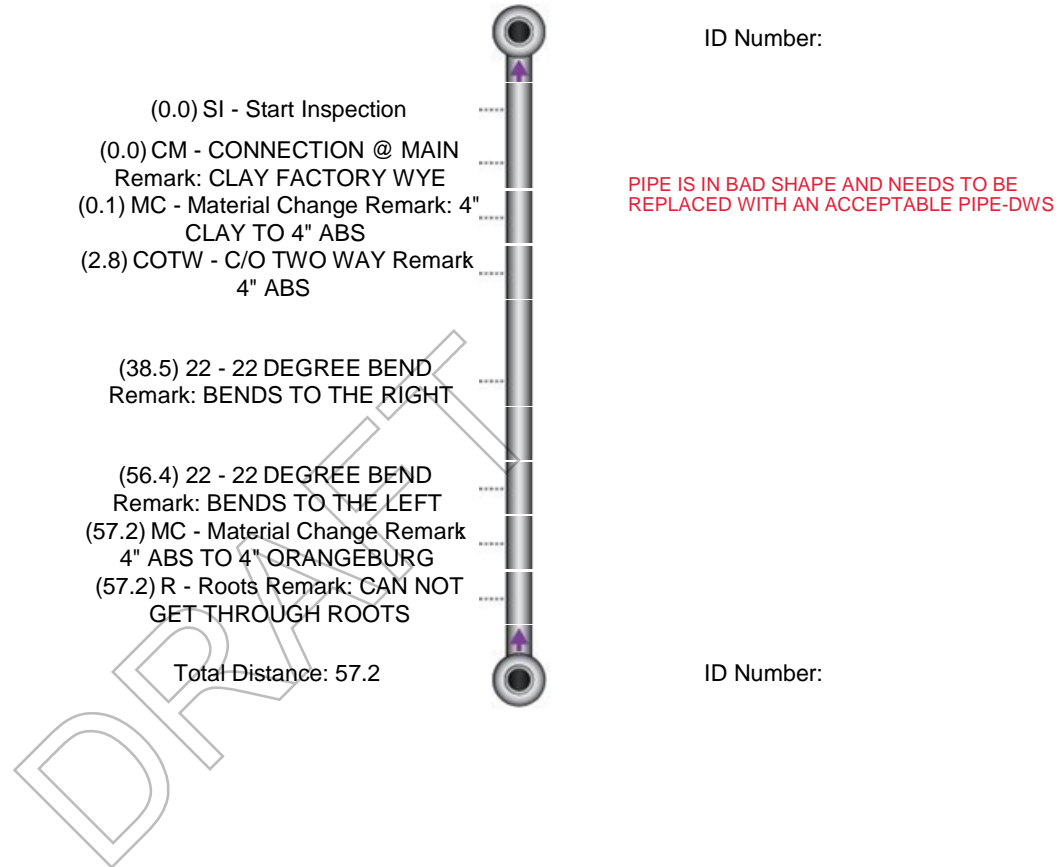 ID Number:
(0.0) SI - Start Inspection
(0.0) CM - CONNECTION @ MAIN
Remark: CLAY FACTORY WYE
(0.1) MC - Material Change Remark: 4"
CLAY TO 4" ABS
(2.8) COTW - C/O TWO WAY Remark
4" ABS
PIPE IS IN BAD SHAPE AND NEEDS TO BE
REPLACED WITH AN ACCEPTABLE PIPE-DWS
(38.5) 22 - 22 DEGREE BEND
Remark: BENDS TO THE RIGHT
(56.4) 22 - 22 DEGREE BEND
Remark: BENDS TO THE LEFT
(57.2) MC - Material Change Remark
4" ABS TO 4" ORANGEBURG
(57.2) R - Roots Remark: CAN NOT
GET THROUGH ROOTS
Total Distance: 57.2
ID Number:
DRAFT